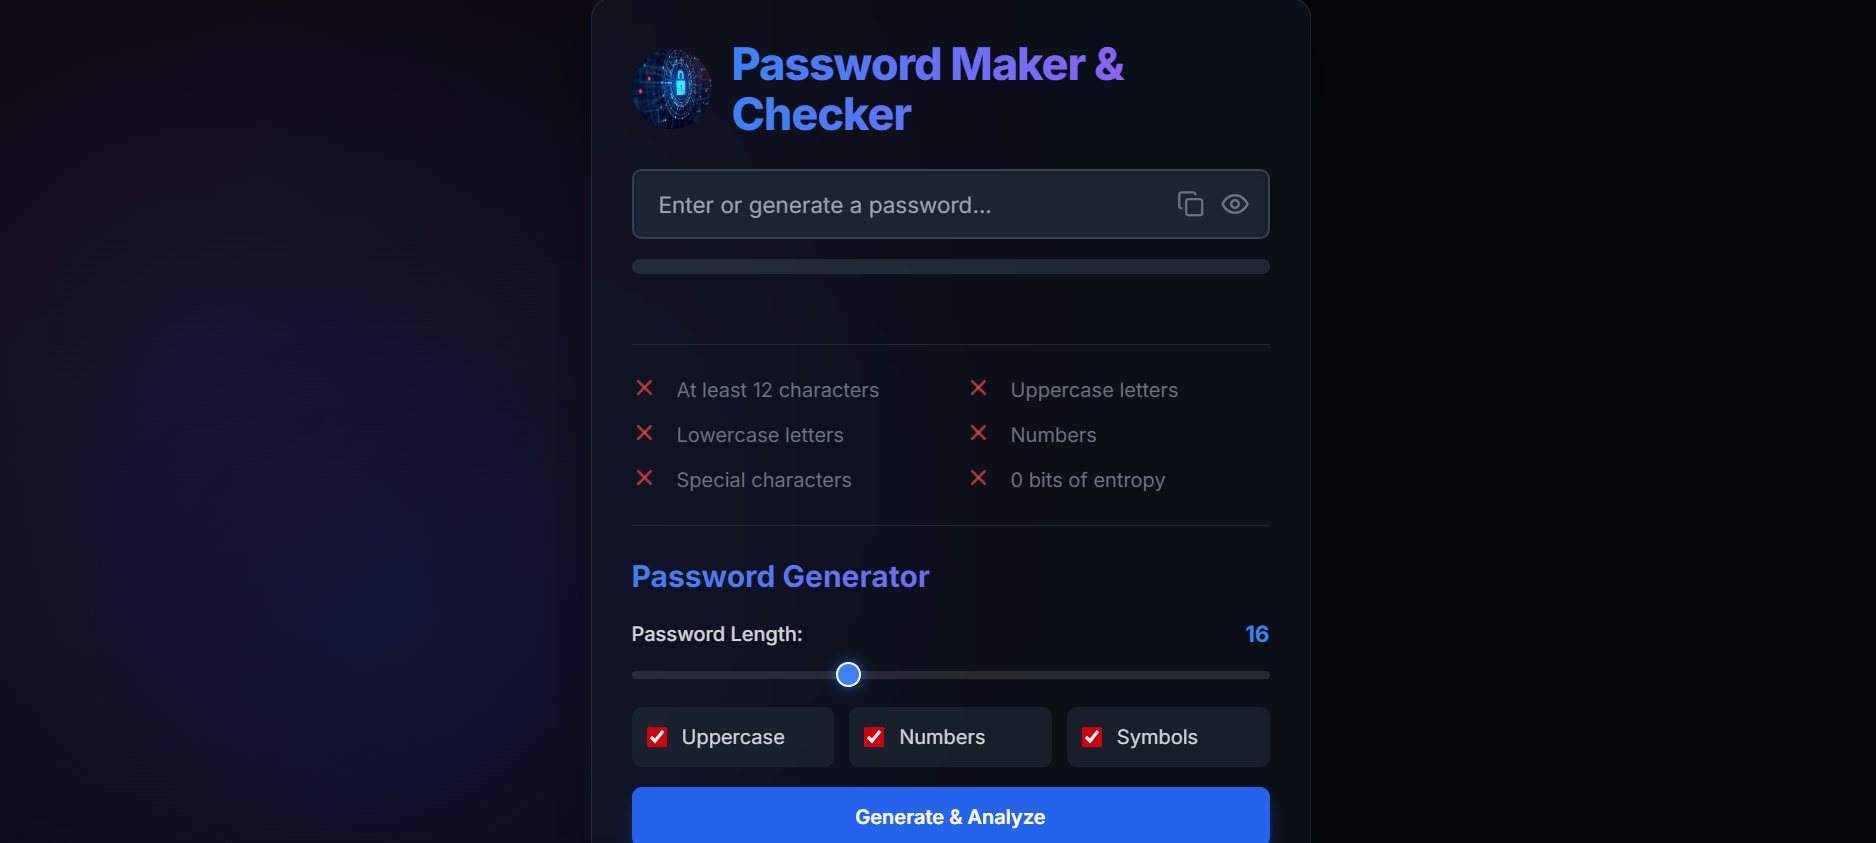 Password Maker &
Checker
Enter or generate a password...
At least 12 characters
Uppercase letters
Lowercase letters
Numbers
Special characters
0 bits of entropy
Password Generator
Password Length:
16
Uppercase
Numbers
Symbols
Generate & Analyze